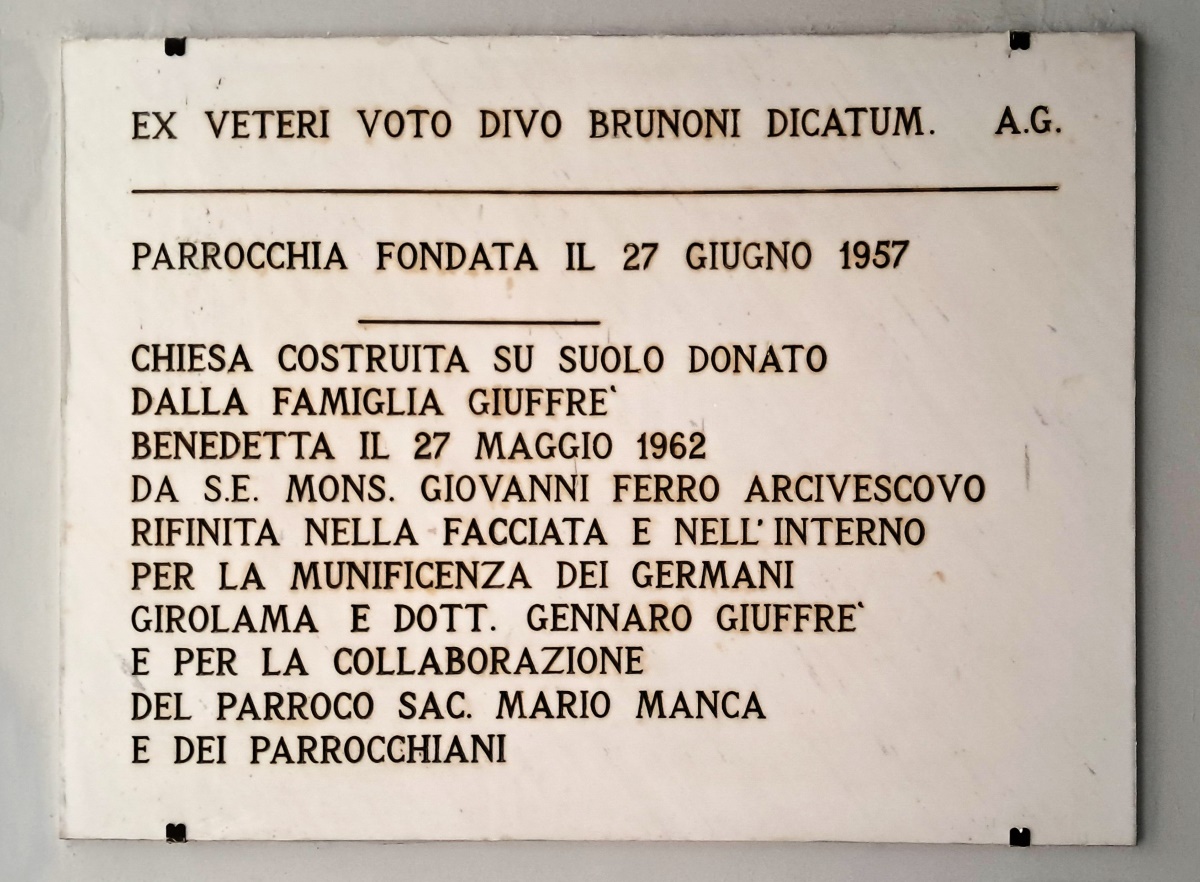 EX VETERI VOTO DIVO BRUNONI DICATUM. A.G.
PARROCCHIA FONDATA IL 27 GIUGNO 1957
CHIESA COSTRUITA SU SUOLO DONATO
DALLA FAMIGLIA GIUFFRE`
BENEDETTA IL 27 MAGGIO 1962
DA S.E. MONS. GIOVANNI FERRO ARCIVESCOVO
RIFINITA NELLA FACCIATA E NELL'INTERNO
PER LA MUNIFICENZA DEI GERMANI
GIROLAMA E DOTT. GENNARO GIUFFRE`
E PER LA COLLABORAZIONE
DEL PARROCO SAC. MARIO MANCA
E DEI PARROCCHIANI